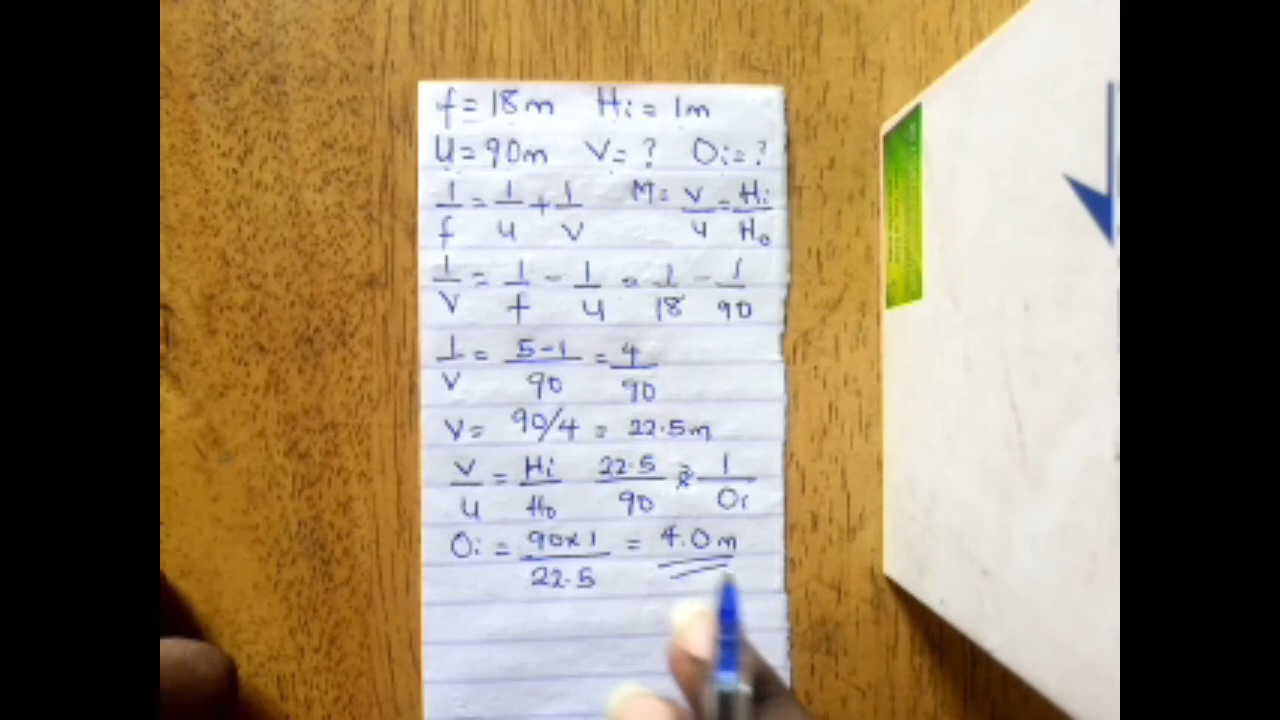 f = 18m Hi = 1m
U = 90m V = ? Oi = ?
1/f = 1/u + 1/v M = v/u = Hi/Ho
1/v = 1/f - 1/u = 1/18 - 1/90
1/v = 5-1/90 = 4/90
V = 90/4 = 22.5m
v/u = Hi/Ho 22.5/90 = 1/Oi
Oi = 90x1/22.5 = 4.0m